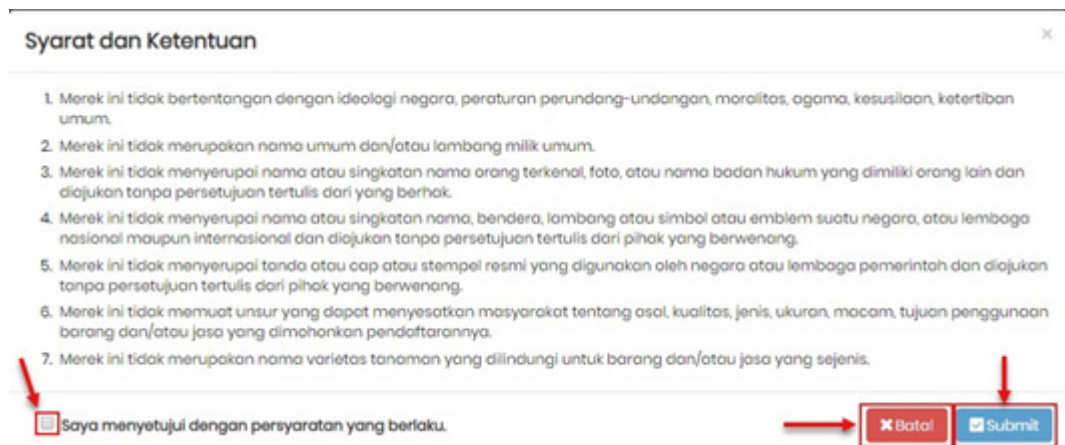 Syarat dan Ketentuan
×
1. Merek ini tidak bertentangan dengan ideologi negara, peraturan perundang-undangan, moralitas, agama, kesusilaan, ketertiban
umum.
2. Merek ini tidak merupakan nama umum dan/atau lambang milik umum.
3. Merek ini tidak menyerupai nama atau singkatan nama orang terkenal, foto, atau nama badan hukum yang dimiliki orang lain dan
diajukan tanpa persetujuan tertulis dari yang berhak.
4. Merek ini tidak menyerupai nama atau singkatan nama, bendera, lambang atau simbol atau emblem suatu negara, atau lembaga
nasional maupun internasional dan diajukan tanpa persetujuan tertulis dari pihak yang berwenang.
5. Merek ini tidak menyerupai tanda atau cap atau stempel resmi yang digunakan oleh negara atau lembaga pemerintah dan diajukan
tanpa persetujuan tertulis dari pihak yang berwenang.
6. Merek ini tidak memuat unsur yang dapat menyesatkan masyarakat tentang asal, kualitas, jenis, ukuran, macam, tujuan penggunaan
barang dan/atau jasa yang dimohonkan pendaftarannya.
7. Merek ini tidak merupakan nama varietas tanaman yang dilindungi untuk barang dan/atau jasa yang sejenis.
Saya menyetujui dengan persyaratan yang berlaku.
Batal
Submit